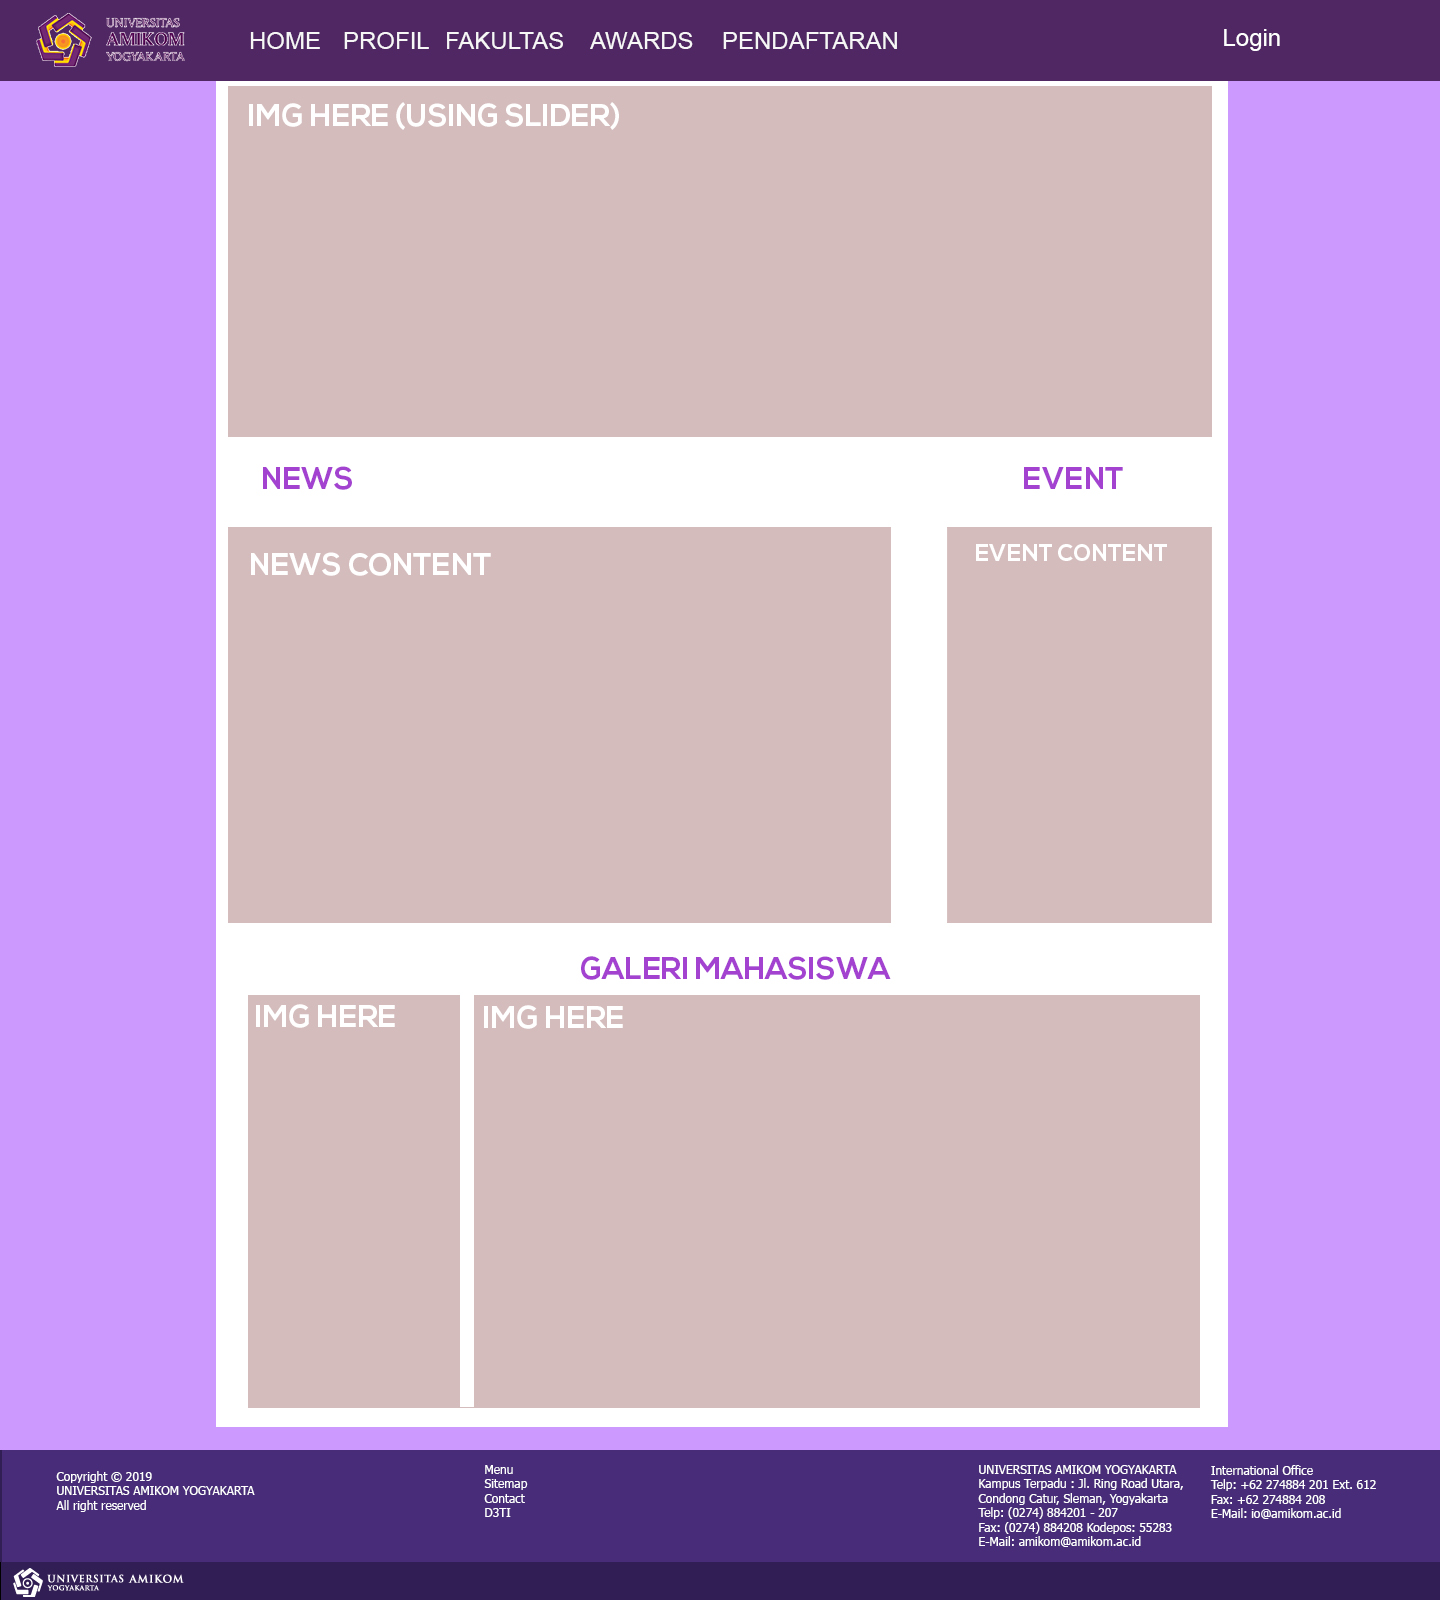 UNIVERSITAS
AMIKOM
YOGYAKARTA
HOME PROFIL FAKULTAS AWARDS PENDAFTARAN
Login
IMG HERE (USING SLIDER)
NEWS
EVENT
NEWS CONTENT
EVENT CONTENT
GALERI MAHASISWA
IMG HERE
IMG HERE
Copyright © 2019
UNIVERSITAS AMIKOM YOGYAKARTA
All right reserved
Menu
Sitemap
Contact
D3TI
UNIVERSITAS AMIKOM YOGYAKARTA
Kampus Terpadu : Jl. Ring Road Utara,
Condong Catur, Sleman, Yogyakarta
Telp: (0274) 884201 - 207
Fax: (0274) 884208 Kodepos: 55283
E-Mail: amikom@amikom.ac.id
International Office
Telp: +62 274884 201 Ext. 612
Fax: +62 274884 208
E-Mail: io@amikom.ac.id
UNIVERSITAS AMIKOM
YOGYAKARTA